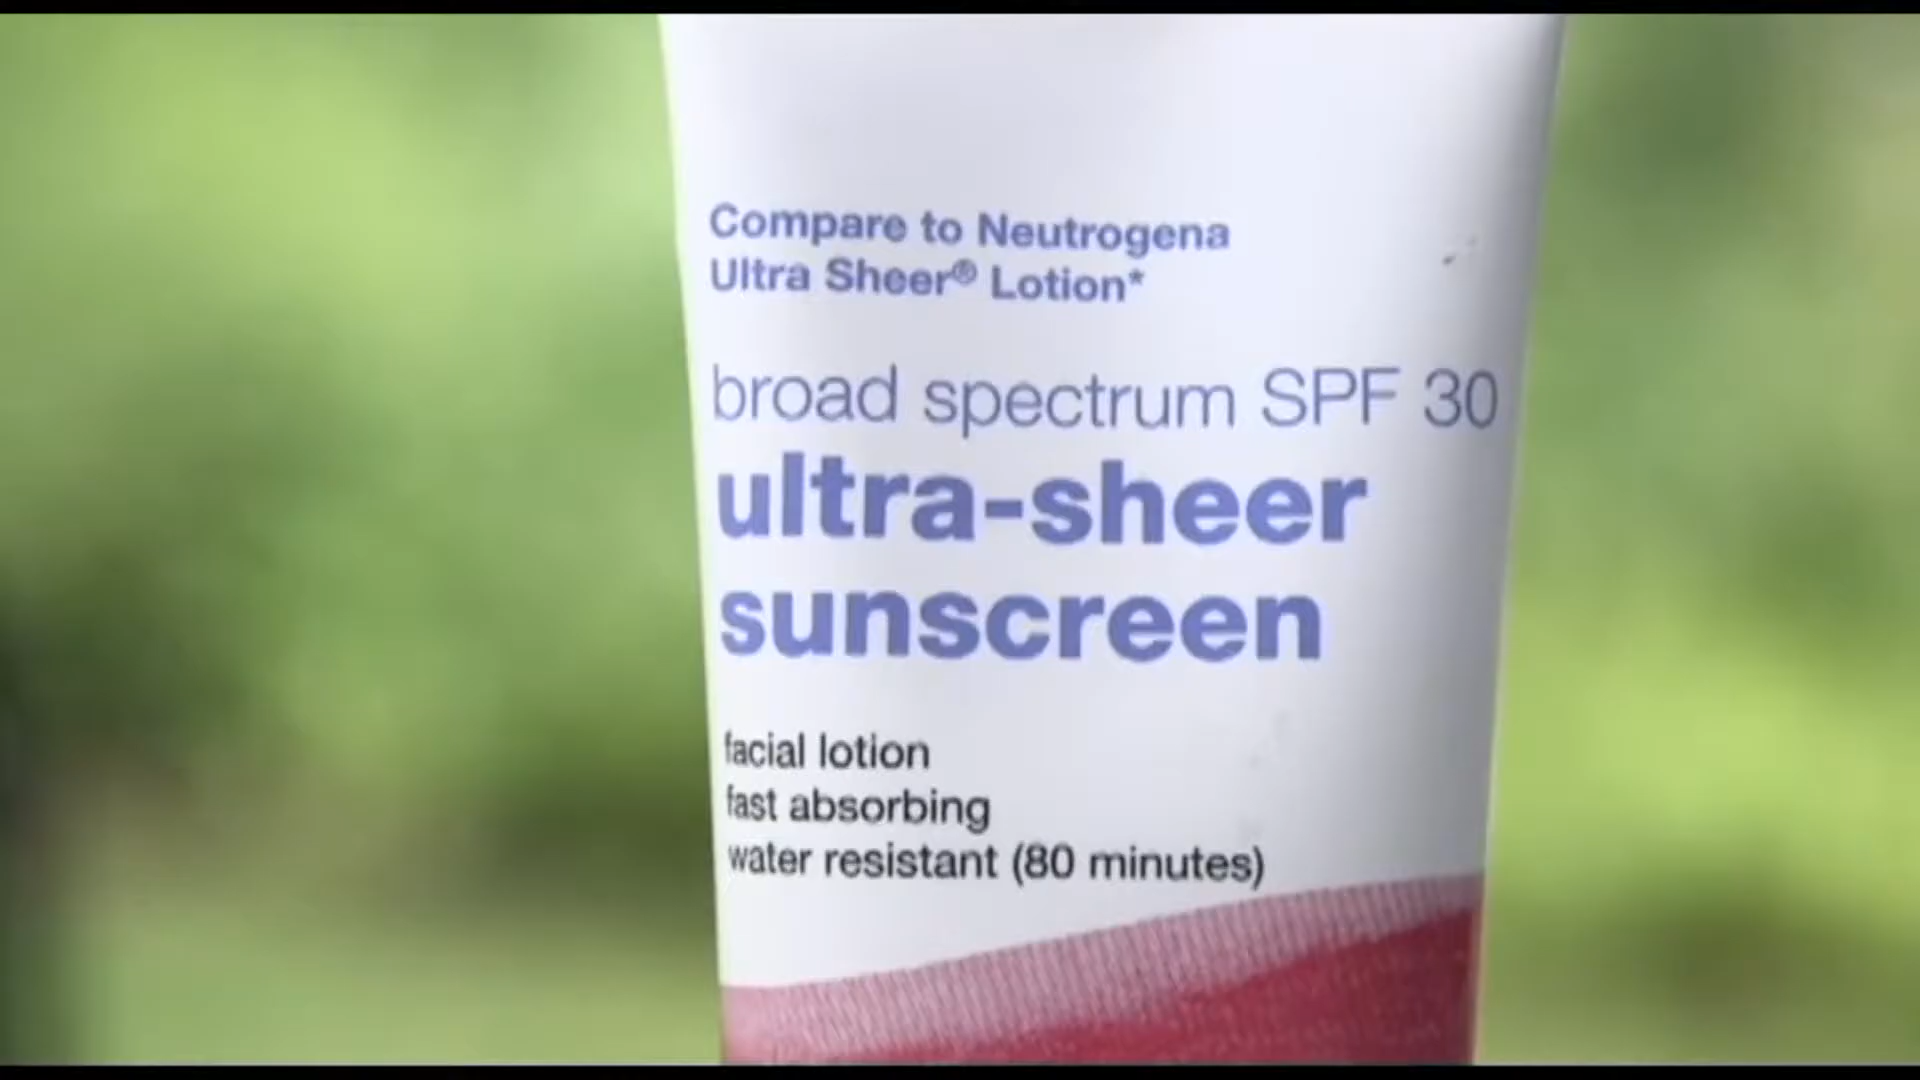 Compare to Neutrogena
Ultra Sheer® Lotion*
broad spectrum SPF 30
ultra-sheer
sunscreen
facial lotion
fast absorbing
water resistant (80 minutes)